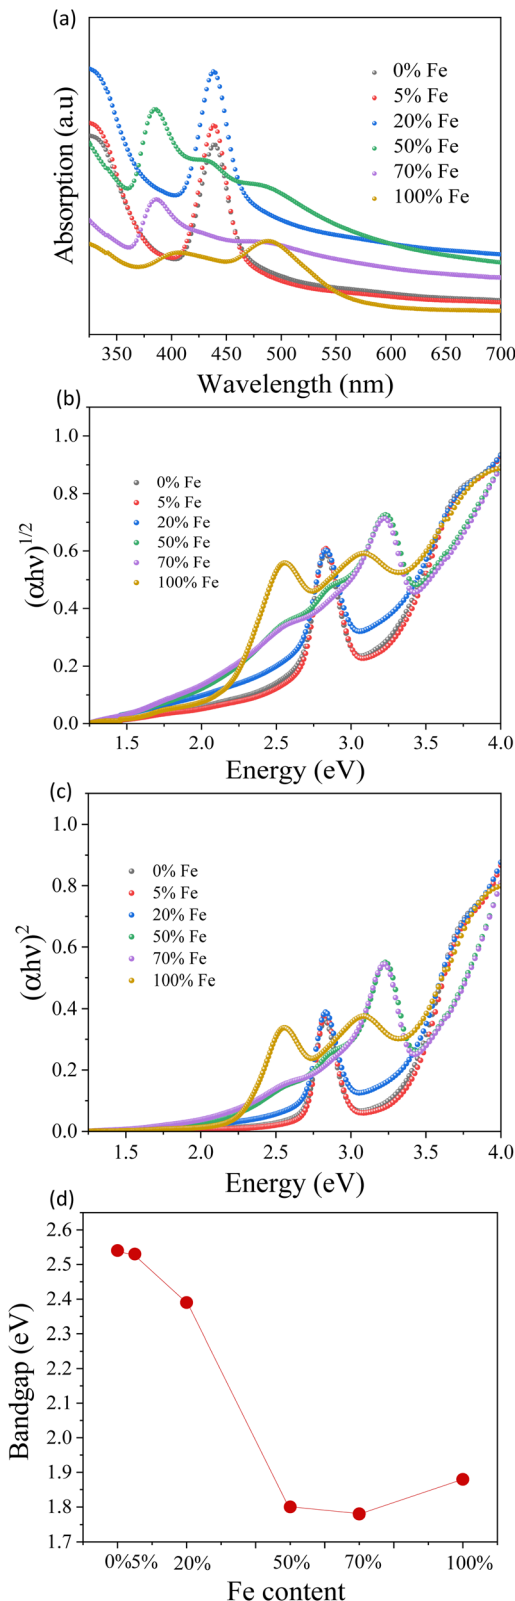 (a)
0% Fe
5% Fe
20% Fe
50% Fe
70% Fe
100% Fe
Absorption (a.u)
350 400 450 500 550 600 650 700
Wavelength (nm)
(b)
1.0
0.8
0.6
0.4
0.2
0.0
0% Fe
5% Fe
20% Fe
50% Fe
70% Fe
100% Fe
(αhν)1/2
1.5 2.0 2.5 3.0 3.5 4.0
Energy (eV)
(c)
1.0
0.8
0.6
0.4
0.2
0.0
0% Fe
5% Fe
20% Fe
50% Fe
70% Fe
100% Fe
(αhν)2
1.5 2.0 2.5 3.0 3.5 4.0
Energy (eV)
(d)
2.6
2.5
2.4
2.3
2.2
2.1
2.0
1.9
1.8
1.7
Bandgap (eV)
0% 5% 20% 50% 70% 100%
Fe content